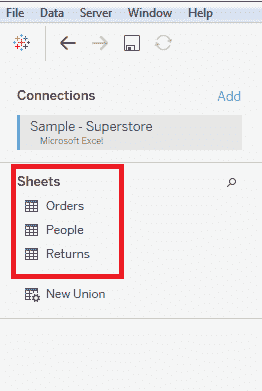 File Data Server Window Help
Connections Add
Sample - Superstore
Microsoft Excel
Sheets
Orders
People
Returns
New Union